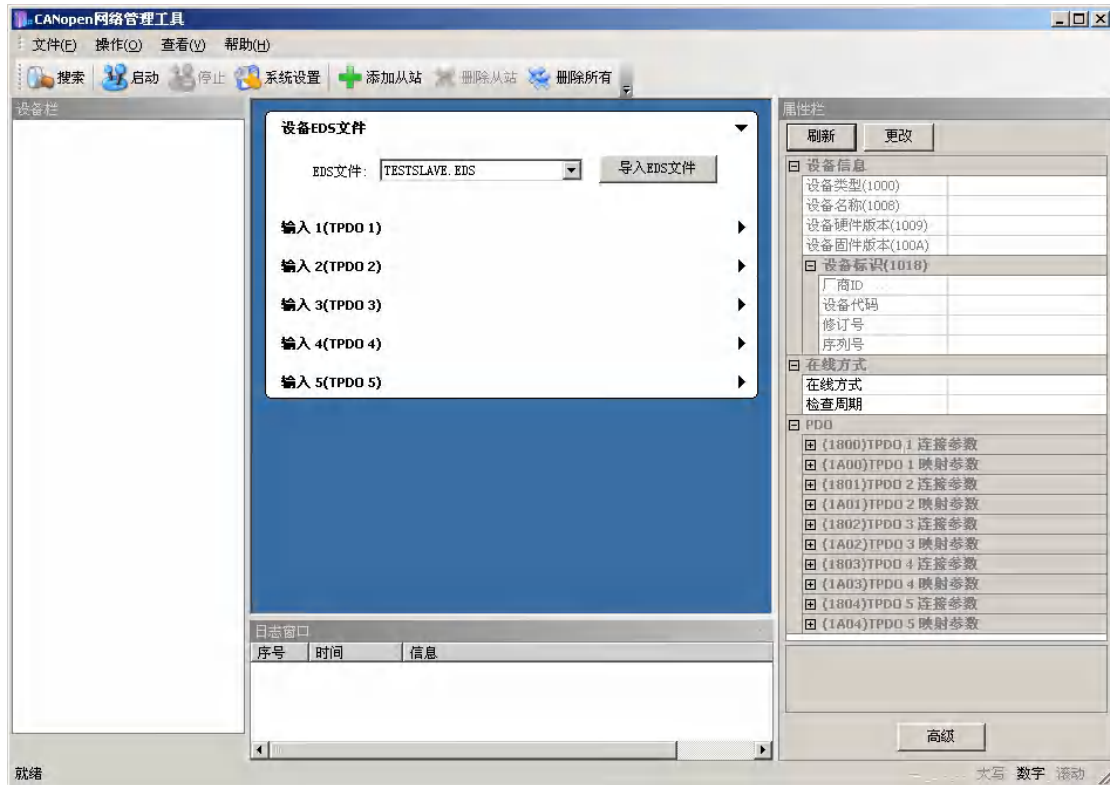 CANopen网络管理工具
文件(F) 操作(O) 查看(V) 帮助(H)
搜索 启动 停止 系统设置 添加从站 删除从站 删除所有
设备栏
设备EDS文件
EDS文件: TESTSLAVE.EDS 导入EDS文件
输入 1(TPDO 1)
输入 2(TPDO 2)
输入 3(TPDO 3)
输入 4(TPDO 4)
输入 5(TPDO 5)
日志窗口
序号 时间 信息
属性栏
刷新 更改
设备信息
设备类型(1000)
设备名称(1008)
设备硬件版本(1009)
设备固件版本(100A)
设备标识(1018)
厂商ID
设备代码
修订号
序列号
在线方式
在线方式
检查周期
PDO
(1800)TPDO 1 连接参数
(1A00)TPDO 1 映射参数
(1801)TPDO 2 连接参数
(1A01)TPDO 2 映射参数
(1802)TPDO 3 连接参数
(1A02)TPDO 3 映射参数
(1803)TPDO 4 连接参数
(1A03)TPDO 4 映射参数
(1804)TPDO 5 连接参数
(1A04)TPDO 5 映射参数
高级
就绪 大写 数字 滚动